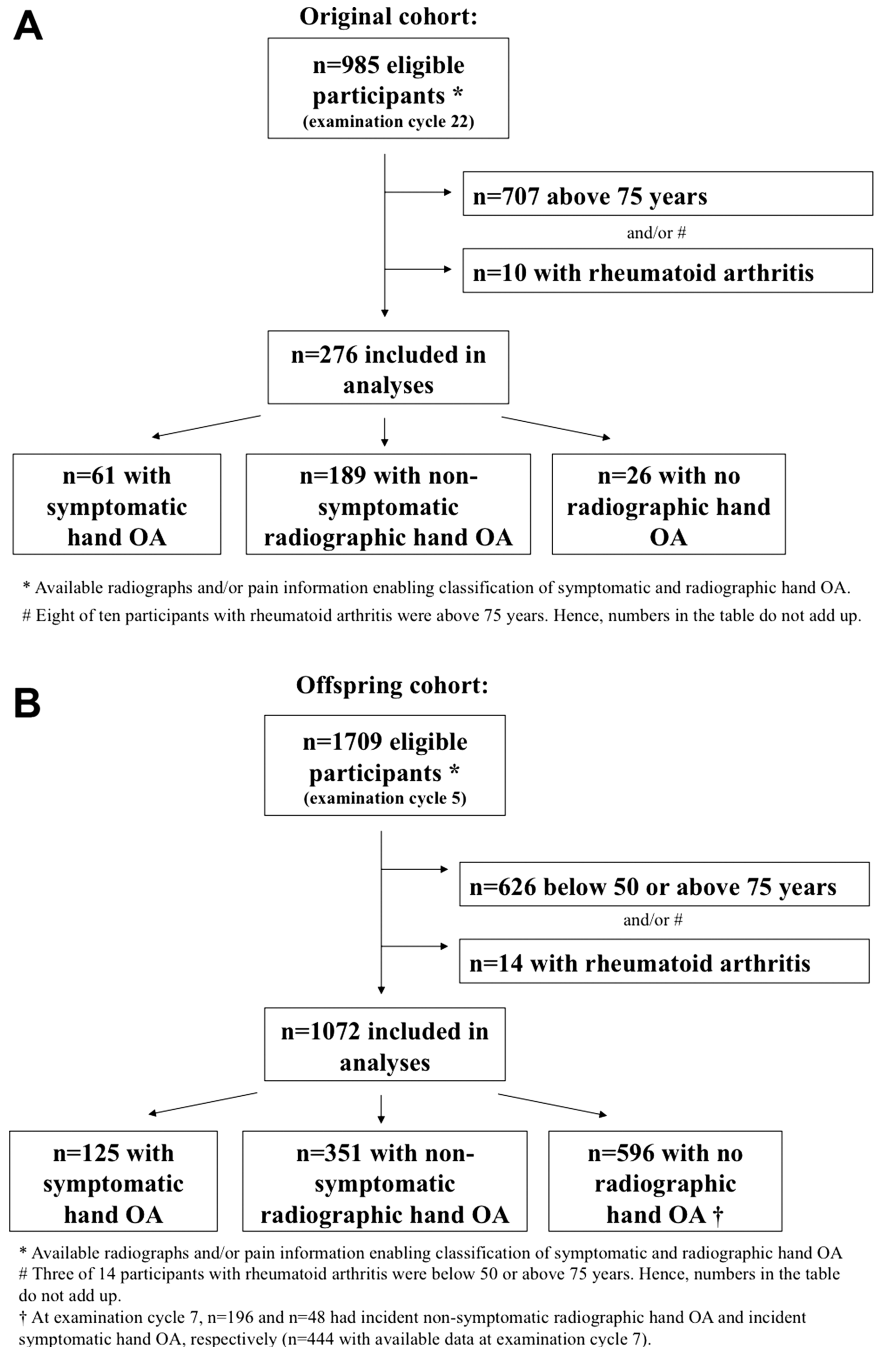 A
Original cohort:
n=985 eligible
participants *
(examination cycle 22)
n=707 above 75 years
and/or #
n=10 with rheumatoid arthritis
n=276 included in
analyses
n=61 with
symptomatic
hand OA
n=189 with non-
symptomatic
radiographic hand OA
n=26 with no
radiographic hand
OA
* Available radiographs and/or pain information enabling classification of symptomatic and radiographic hand OA.
# Eight of ten participants with rheumatoid arthritis were above 75 years. Hence, numbers in the table do not add up.
B
Offspring cohort:
n=1709 eligible
participants *
(examination cycle 5)
n=626 below 50 or above 75 years
and/or #
n=14 with rheumatoid arthritis
n=1072 included in
analyses
n=125 with
symptomatic
hand OA
n=351 with non-
symptomatic
radiographic hand OA
n=596 with no
radiographic
hand OA †
* Available radiographs and/or pain information enabling classification of symptomatic and radiographic hand OA
# Three of 14 participants with rheumatoid arthritis were below 50 or above 75 years. Hence, numbers in the table
do not add up.
† At examination cycle 7, n=196 and n=48 had incident non-symptomatic radiographic hand OA and incident
symptomatic hand OA, respectively (n=444 with available data at examination cycle 7).